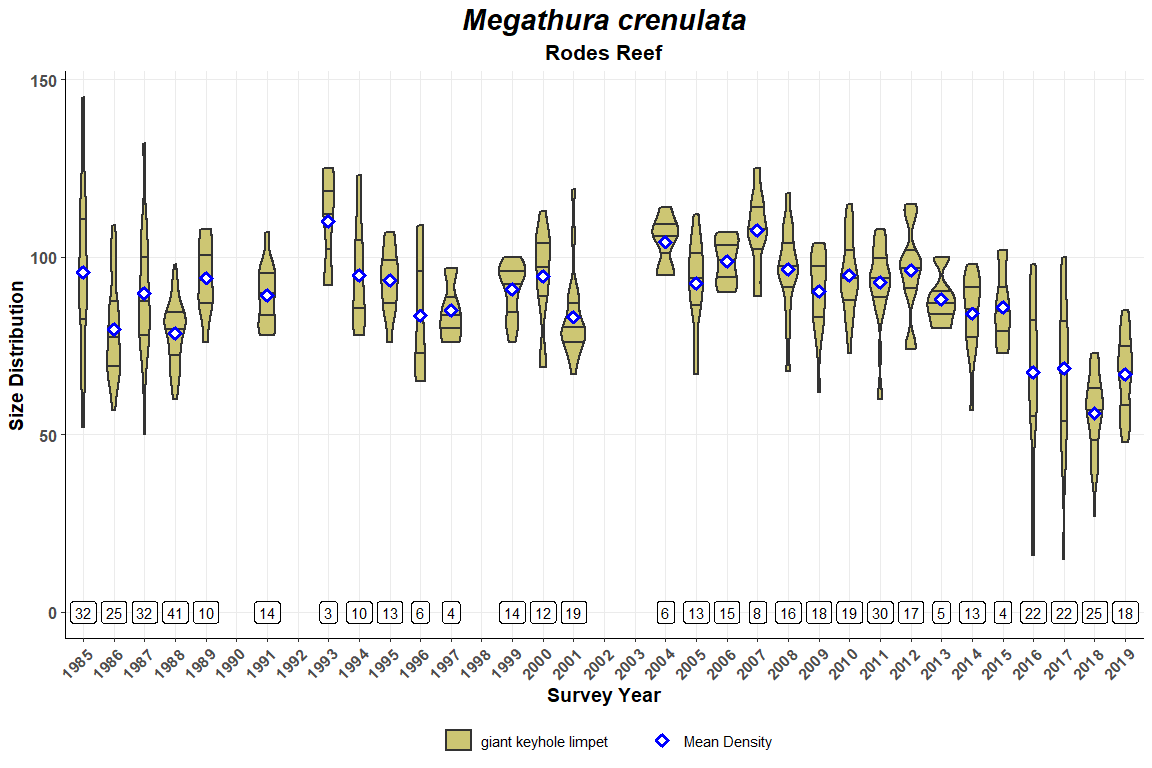 Megathura crenulata
Rodes Reef
Size Distribution
150
100
50
0
32 25 32 41 10 14 3 10 13 6 4 14 12 19 6 13 15 8 16 18 19 30 17 5 13 4 22 22 25 18
1985 1986 1987 1988 1989 1990 1991 1992 1993 1994 1995 1996 1997 1998 1999 2000 2001 2002 2003 2004 2005 2006 2007 2008 2009 2010 2011 2012 2013 2014 2015 2016 2017 2018 2019
Survey Year
giant keyhole limpet Mean Density